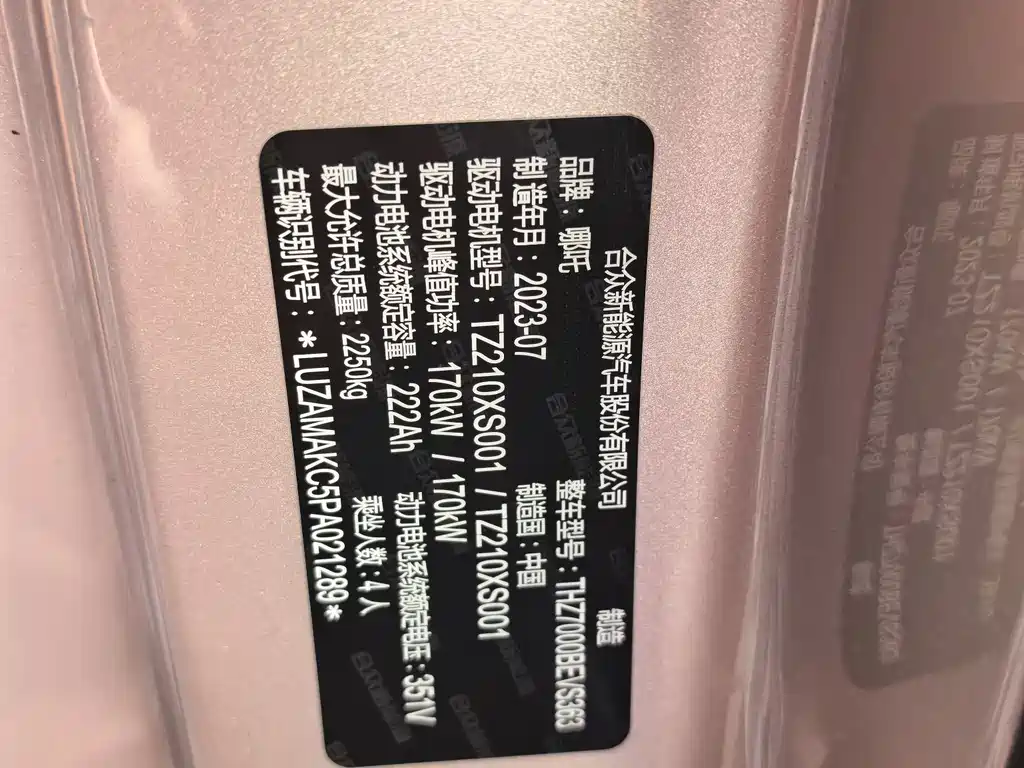 合众新能源汽车股份有限公司 制造
品牌：哪吒 整车型号：THZ7000BEVS363
制造年月：2023-07 制造国：中国
驱动电机型号：TZ210XS001 / TZ210XS001
驱动电机峰值功率：170kW / 170kW
动力电池系统额定容量：222Ah 动力电池系统额定电压：351V
最大允许总质量：2250kg 乘坐人数：4 人
车辆识别代号：*LUZAMAKC5PA021289*